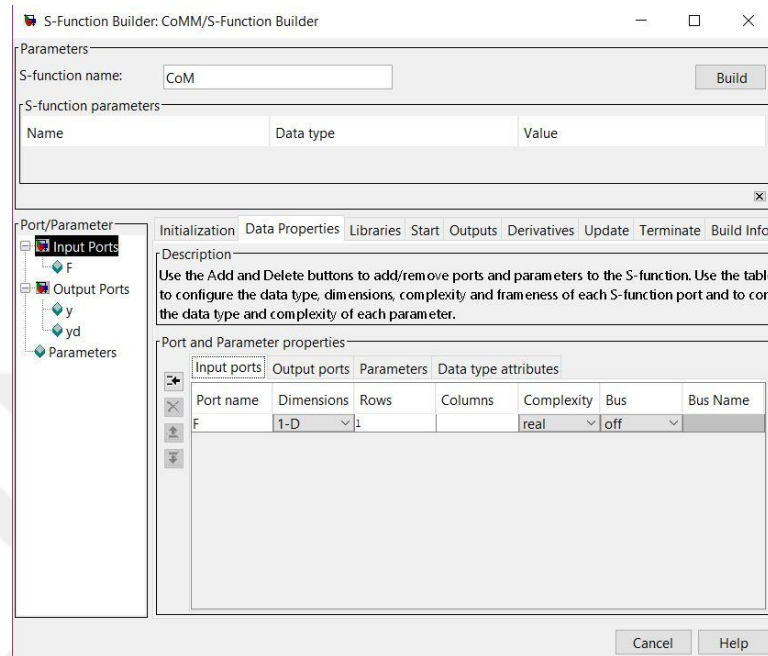 S-Function Builder: CoMM/S-Function Builder
Parameters
S-function name: CoM Build
S-function parameters
Name Data type Value
Port/Parameter
Input Ports
F
Output Ports
y
yd
Parameters
Initialization Data Properties Libraries Start Outputs Derivatives Update Terminate Build Info
Description
Use the Add and Delete buttons to add/remove ports and parameters to the S-function. Use the table
to configure the data type, dimensions, complexity and frameness of each S-function port and to con
the data type and complexity of each parameter.
Port and Parameter properties
Input ports Output ports Parameters Data type attributes
Port name Dimensions Rows Columns Complexity Bus Bus Name
F 1-D 1 real off
Cancel Help